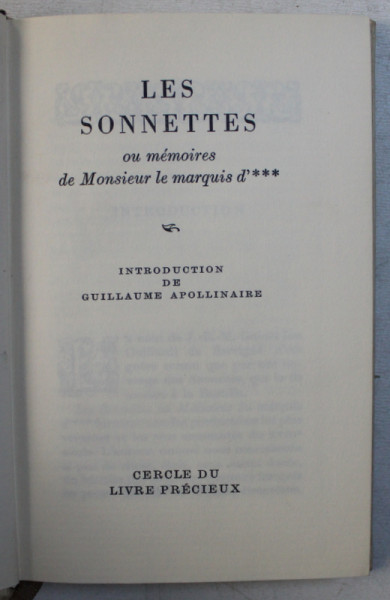 LES
SONNETTES
ou mémoires
de Monsieur le marquis d'***
INTRODUCTION
DE
GUILLAUME APOLLINAIRE
CERCLE DU
LIVRE PRÉCIEUX